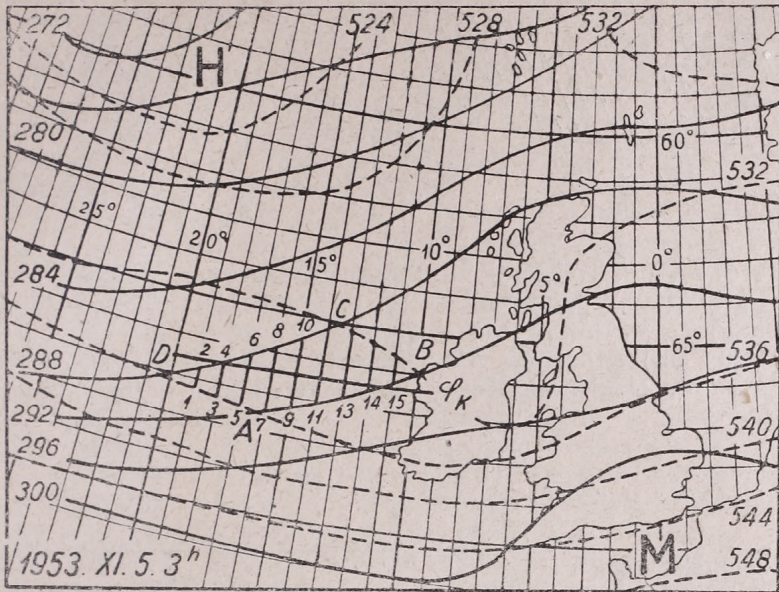 272 524 528 532
H
280 60°
532
25° 20° 10°
15° 0°
284 5°
C
D 2 4 6 8 10 B 65° 536
288
φK
1 3 5 7 9 11 13 14 15
A
292 540
296
300 544
1953. XI. 5. 3ʰ M 548